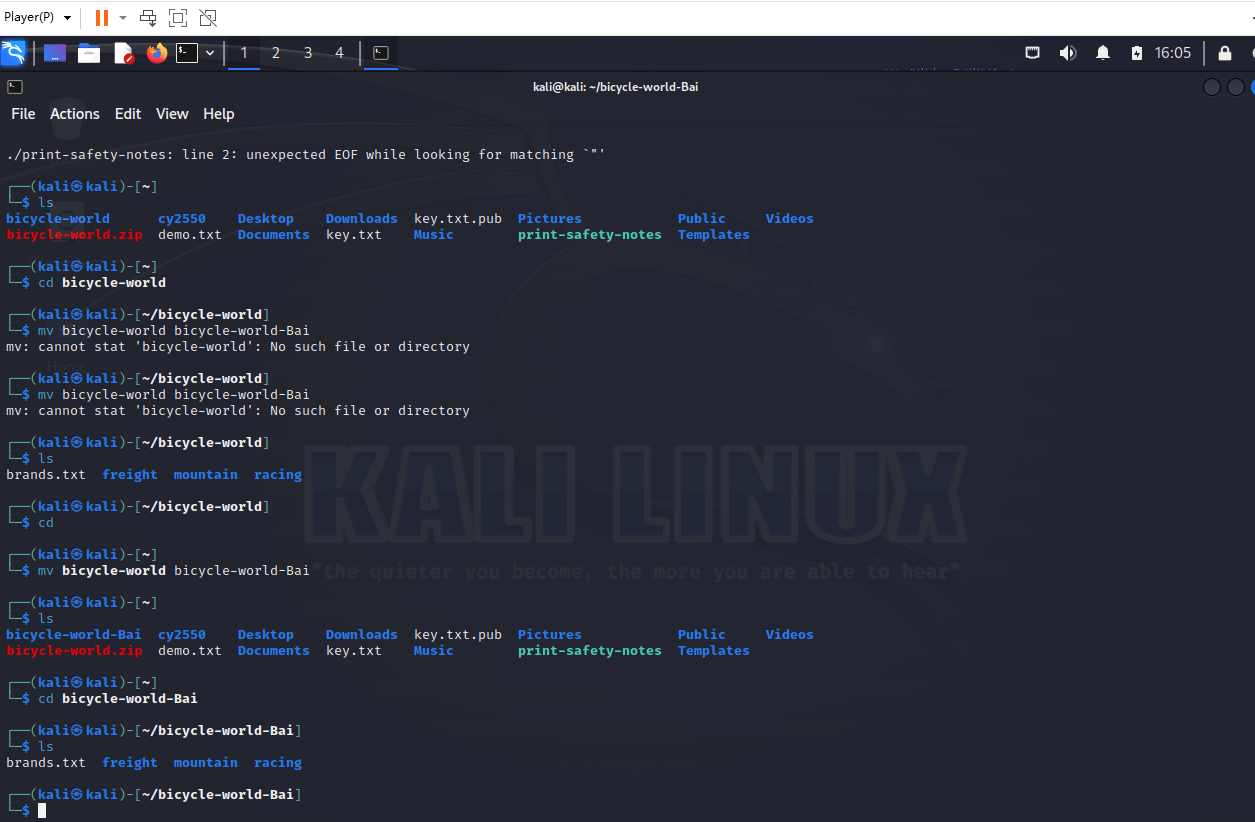 Player(P)
1 2 3 4 16:05
kali@kali: ~/bicycle-world-Bai
File Actions Edit View Help
./print-safety-notes: line 2: unexpected EOF while looking for matching `"'
┌──(kali㉿kali)-[~]
└─$ ls
bicycle-world cy2550 Desktop Downloads key.txt.pub Pictures Public Videos
bicycle-world.zip demo.txt Documents key.txt Music print-safety-notes Templates
┌──(kali㉿kali)-[~]
└─$ cd bicycle-world
┌──(kali㉿kali)-[~/bicycle-world]
└─$ mv bicycle-world bicycle-world-Bai
mv: cannot stat 'bicycle-world': No such file or directory
┌──(kali㉿kali)-[~/bicycle-world]
└─$ mv bicycle-world bicycle-world-Bai
mv: cannot stat 'bicycle-world': No such file or directory
┌──(kali㉿kali)-[~/bicycle-world]
└─$ ls
brands.txt freight mountain racing
┌──(kali㉿kali)-[~/bicycle-world]
└─$ cd
┌──(kali㉿kali)-[~]
└─$ mv bicycle-world bicycle-world-Bai
┌──(kali㉿kali)-[~]
└─$ ls
bicycle-world-Bai cy2550 Desktop Downloads key.txt.pub Pictures Public Videos
bicycle-world.zip demo.txt Documents key.txt Music print-safety-notes Templates
┌──(kali㉿kali)-[~]
└─$ cd bicycle-world-Bai
┌──(kali㉿kali)-[~/bicycle-world-Bai]
└─$ ls
brands.txt freight mountain racing
┌──(kali㉿kali)-[~/bicycle-world-Bai]
└─$
KALI LINUX
"the quieter you become, the more you are able to hear"